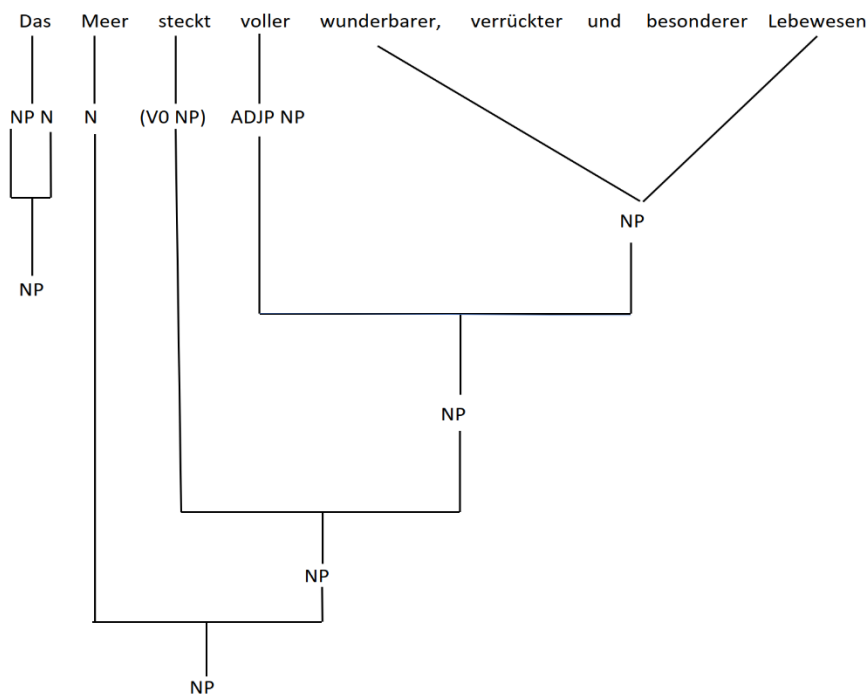 Das Meer steckt voller wunderbarer, verrückter und besonderer Lebewesen
NP N N (V0 NP) ADJP NP
NP
NP
NP
NP
NP